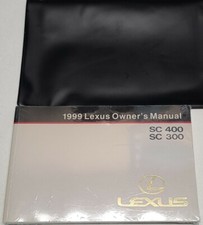 1999 Lexus Owner's Manual
SC 400
SC 300
LEXUS